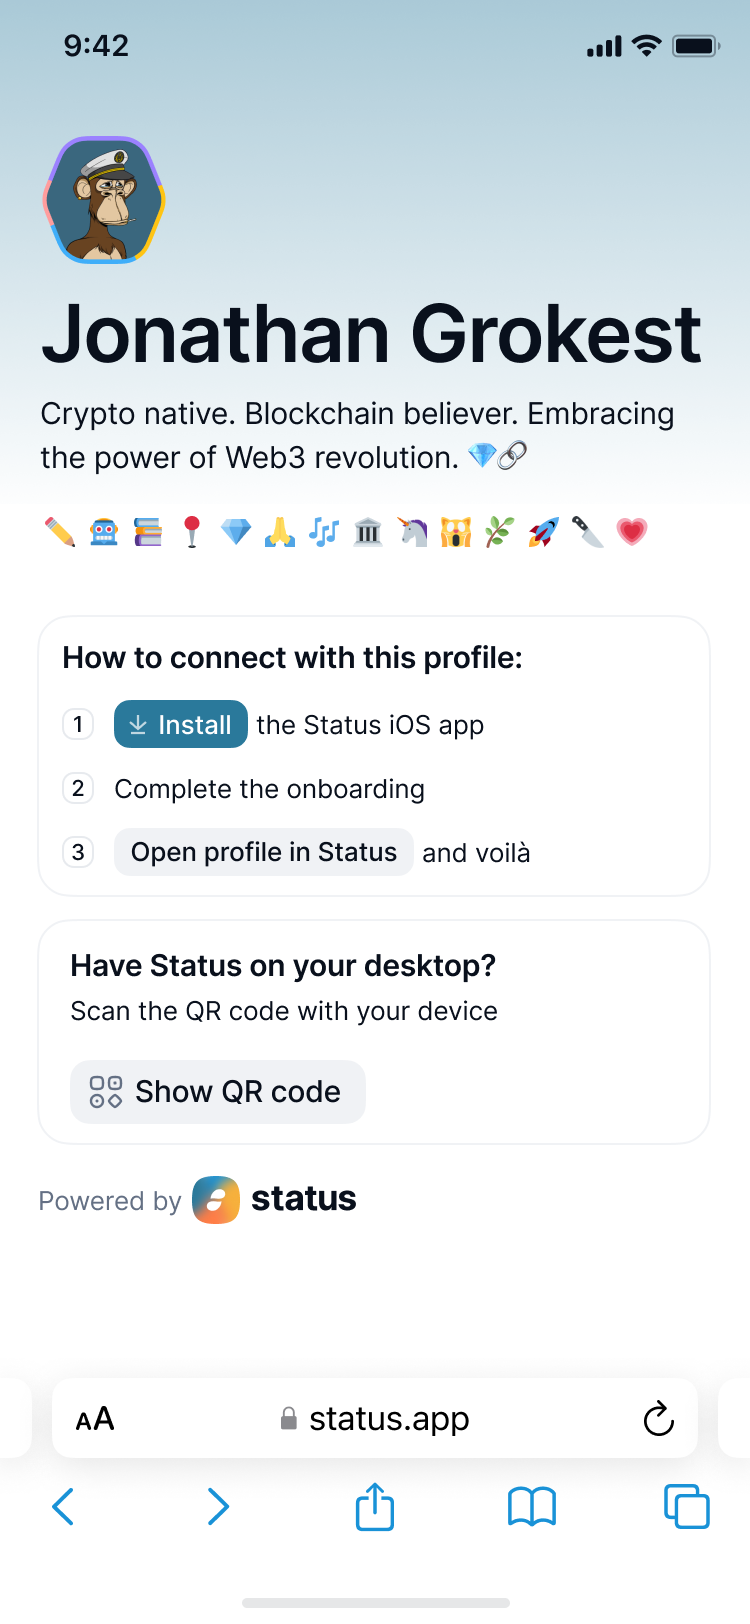 9:42
Jonathan Grokest
Crypto native. Blockchain believer. Embracing
the power of Web3 revolution. 💎🔗
✏️ 🤖 📚 📍 💎 🙏 🎶 🏛️ 🦄 🙀 🌿 🚀 🔪 💗
How to connect with this profile:
1 Install the Status iOS app
2 Complete the onboarding
3 Open profile in Status and voilà
Have Status on your desktop?
Scan the QR code with your device
Show QR code
Powered by status
AA status.app